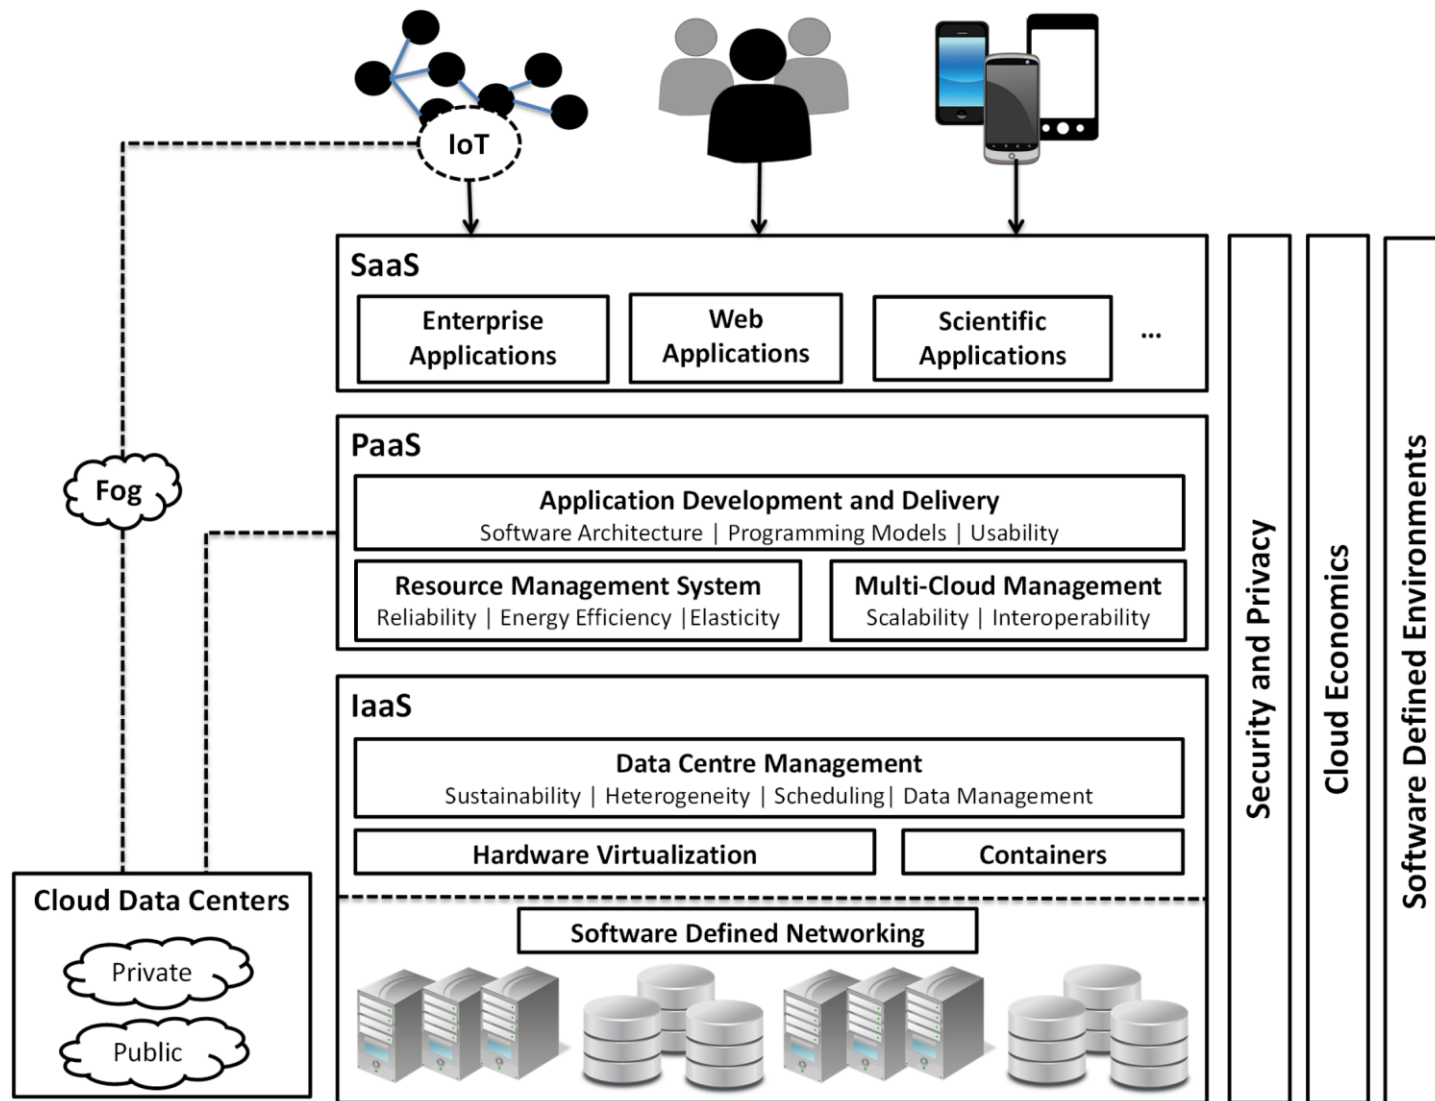 IoT
SaaS
Enterprise
Applications
Web
Applications
Scientific
Applications
...
PaaS
Application Development and Delivery
Software Architecture | Programming Models | Usability
Resource Management System
Reliability | Energy Efficiency |Elasticity
Multi-Cloud Management
Scalability | Interoperability
IaaS
Data Centre Management
Sustainability | Heterogeneity | Scheduling| Data Management
Hardware Virtualization
Containers
Software Defined Networking
Fog
Cloud Data Centers
Private
Public
Security and Privacy
Cloud Economics
Software Defined Environments